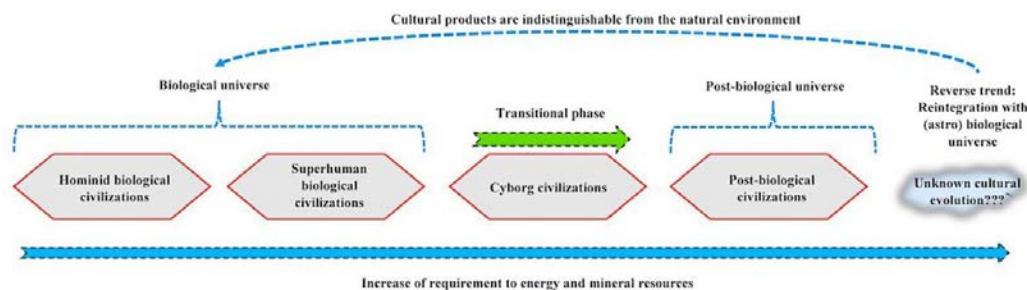 Cultural products are indistinguishable from the natural environment
Biological universe
Post-biological universe
Reverse trend:
Reintegration with
(astro) biological
universe
Transitional phase
Hominid biological
civilizations
Superhuman
biological
civilizations
Cyborg civilizations
Post-biological
civilizations
Unknown cultural
evolution???
Increase of requirement to energy and mineral resources